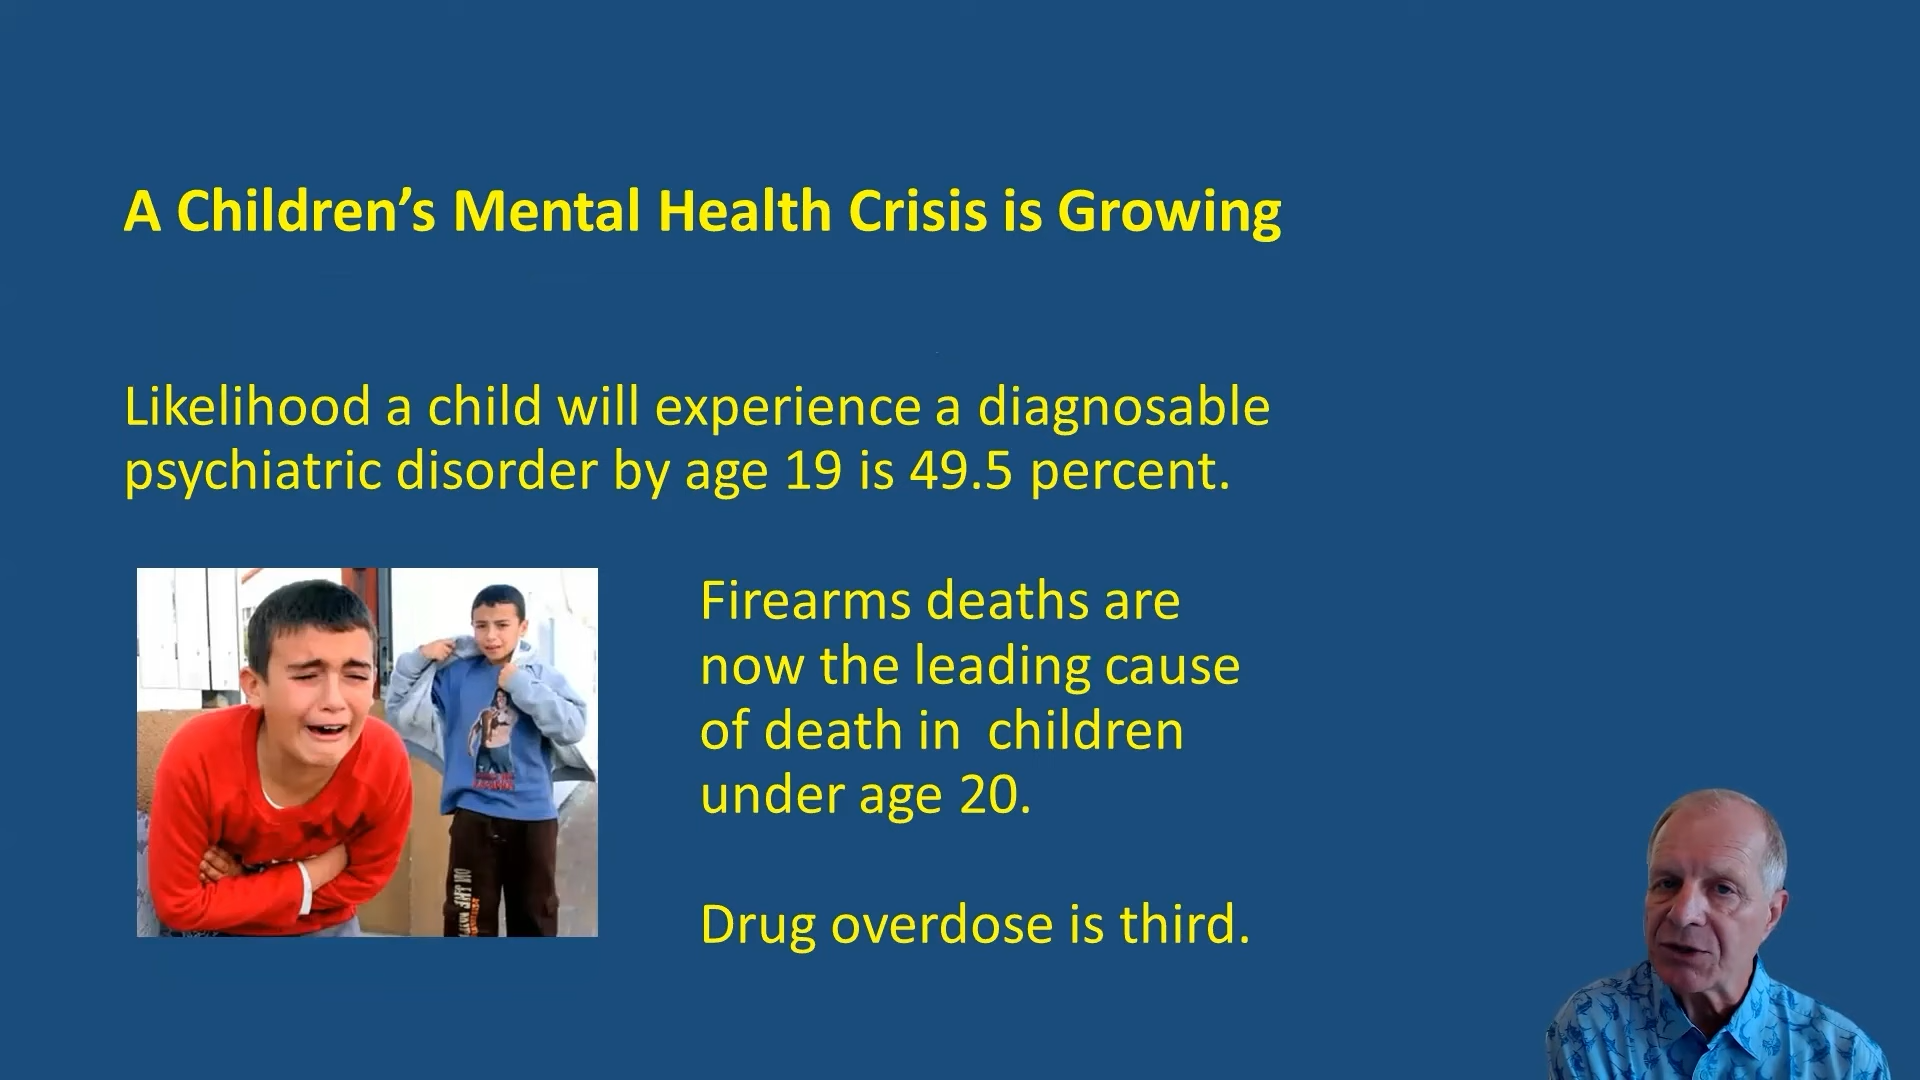 A Children’s Mental Health Crisis is Growing
Likelihood a child will experience a diagnosable
psychiatric disorder by age 19 is 49.5 percent.
Firearms deaths are
now the leading cause
of death in  children
under age 20.
Drug overdose is third.